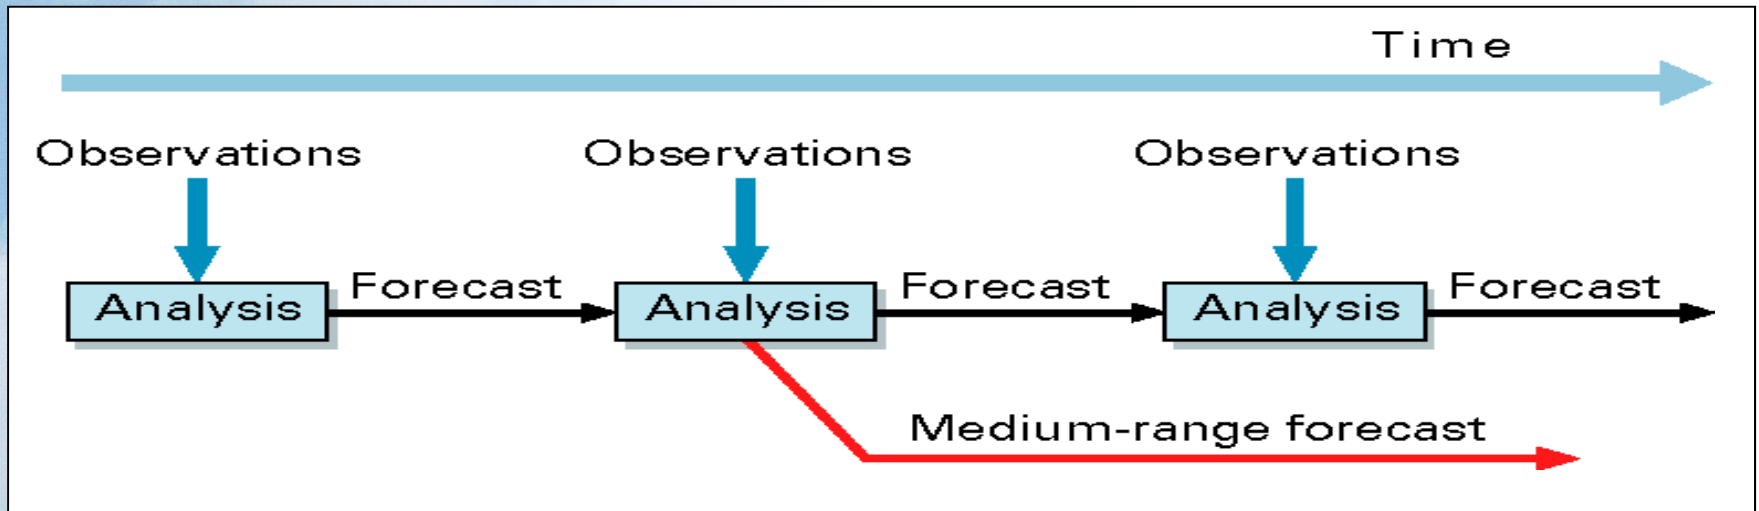 Time
Observations Observations Observations
Analysis Forecast Analysis Forecast Analysis Forecast
Medium-range forecast